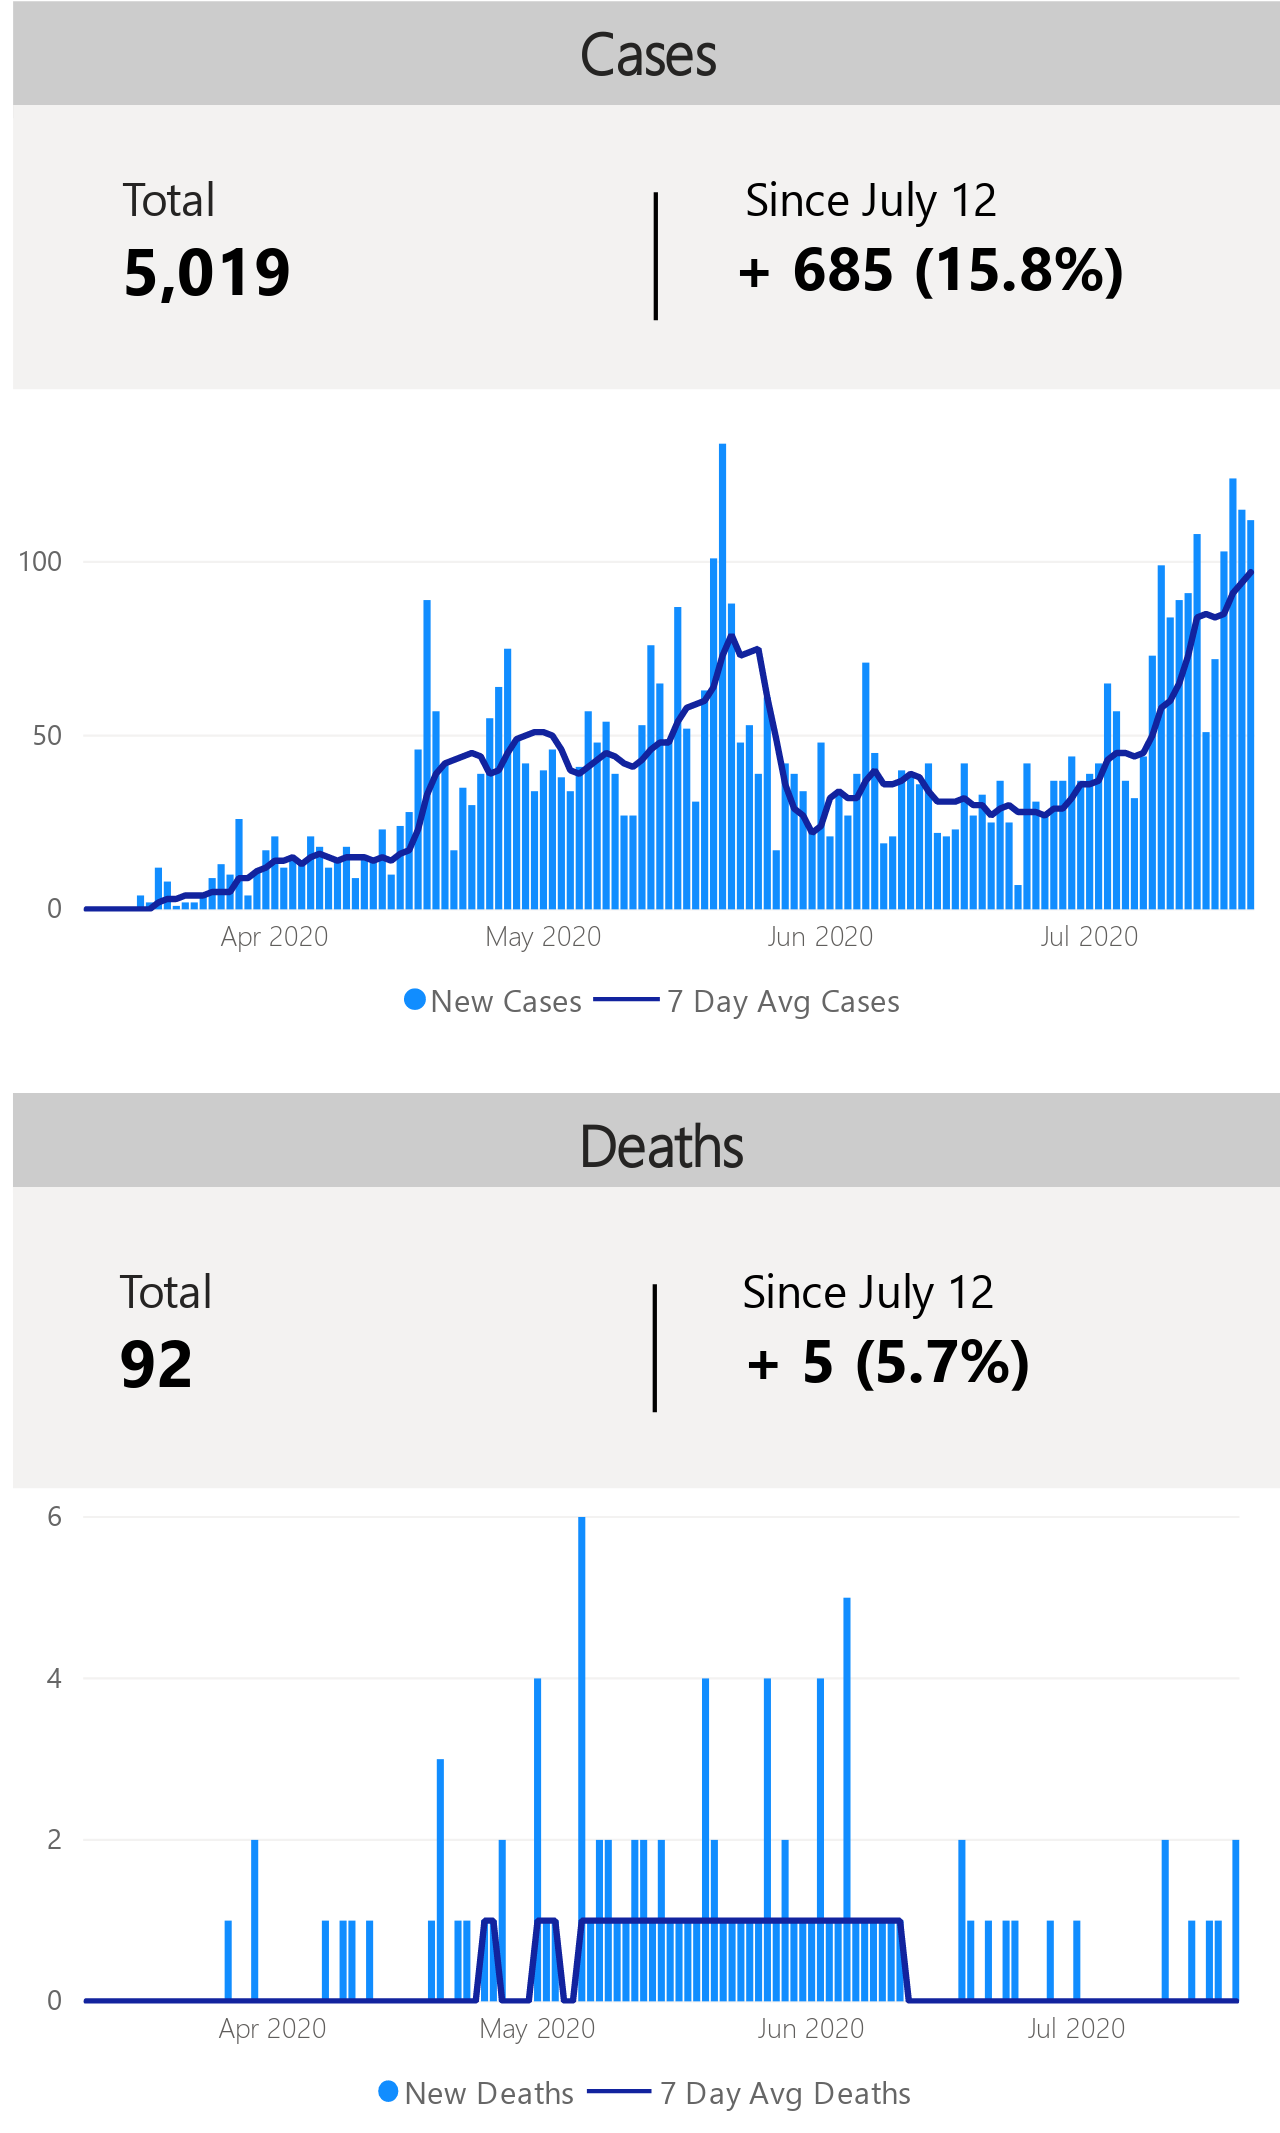 Cases
Total
Since July 12
5,019
+ 685 (15.8%)
100
50
0
Apr 2020 May 2020 Jun 2020 Jul 2020
New Cases 7 Day Avg Cases
Deaths
Total
Since July 12
92
+ 5 (5.7%)
6
4
2
0
Apr 2020 May 2020 Jun 2020 Jul 2020
New Deaths 7 Day Avg Deaths